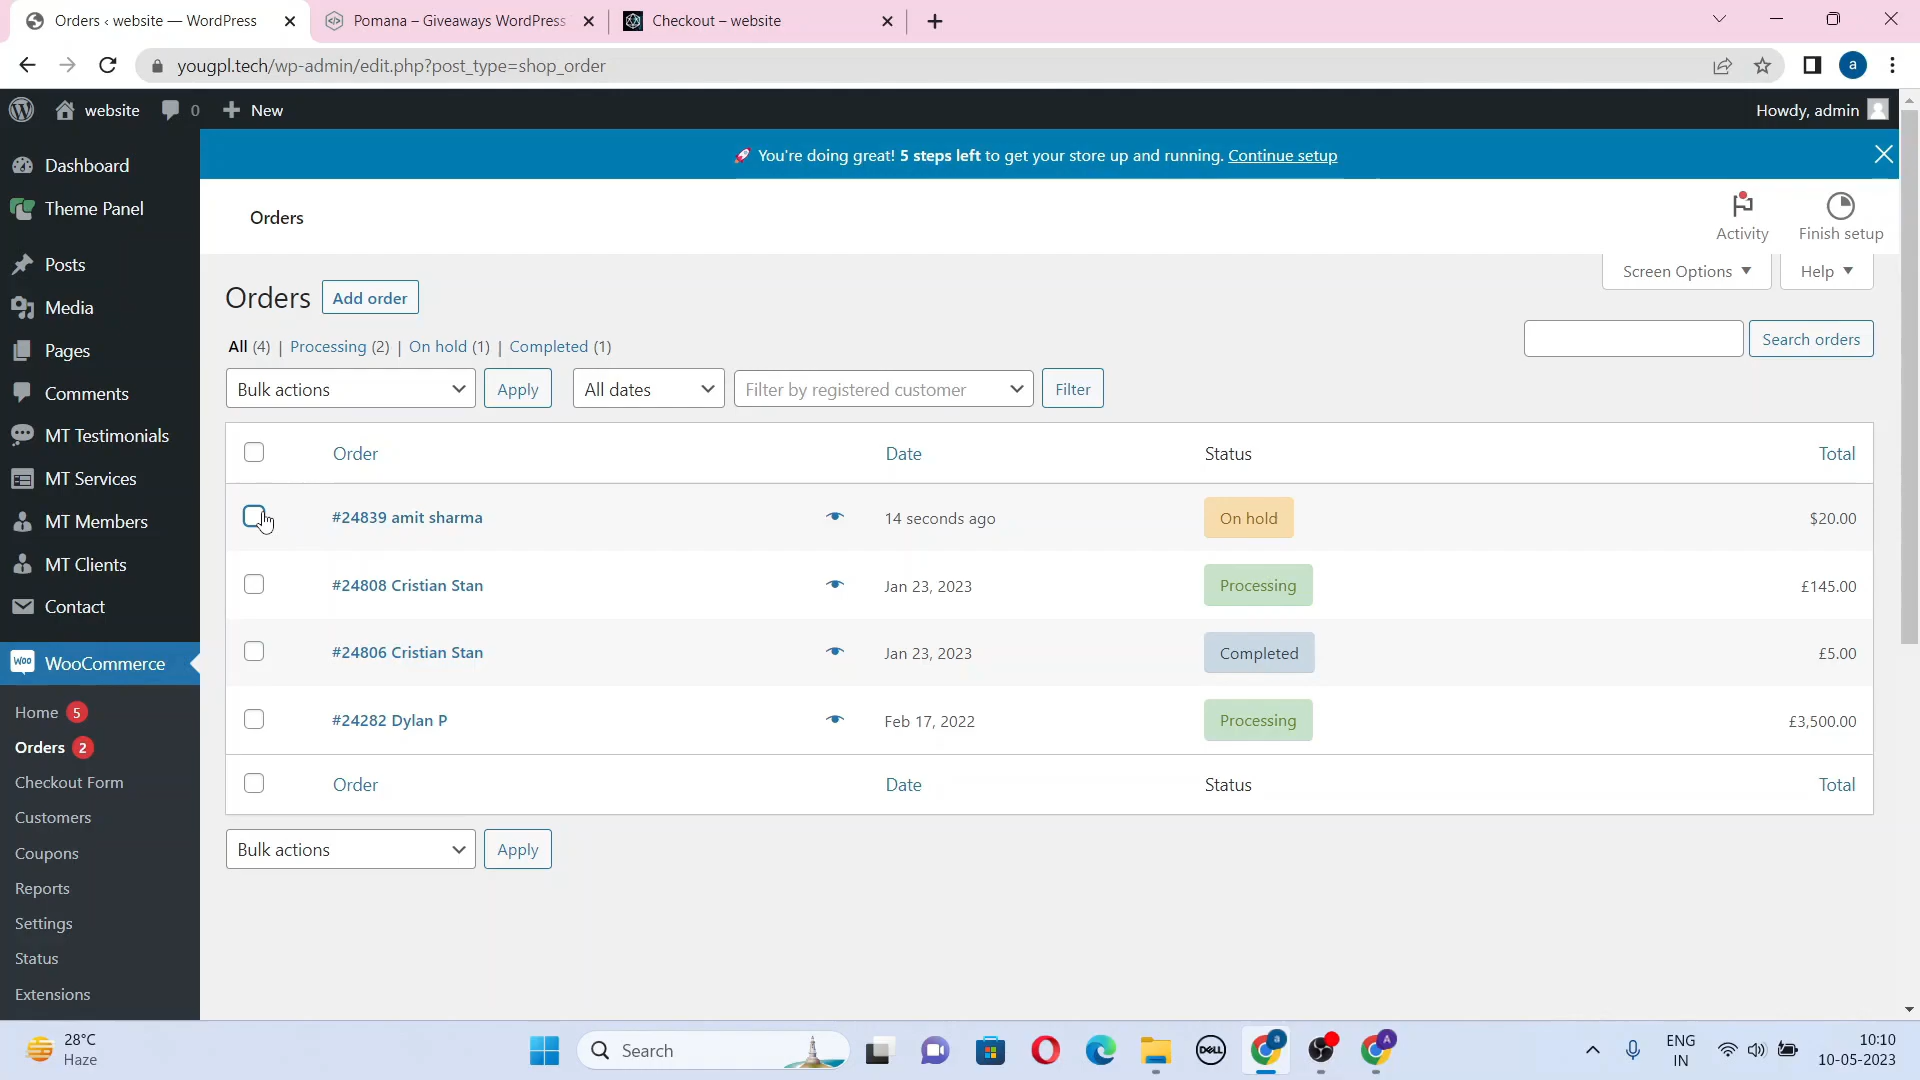 Orders ‹ website — WordPress
Pomana – Giveaways WordPress
Checkout – website
yougpl.tech/wp-admin/edit.php?post_type=shop_order
a
website
0
New
Howdy, admin
🚀 You're doing great! 5 steps left to get your store up and running. Continue setup
Dashboard
Theme Panel
Posts
Media
Pages
Comments
MT Testimonials
MT Services
MT Members
MT Clients
Contact
Woo WooCommerce
Home 5
Orders 2
Checkout Form
Customers
Coupons
Reports
Settings
Status
Extensions
Orders
Activity
Finish setup
Screen Options
Help
Orders Add order
All (4) | Processing (2) | On hold (1) | Completed (1)
Search orders
Bulk actions Apply All dates Filter by registered customer Filter
Order Date Status Total
#24839 amit sharma 14 seconds ago On hold $20.00
#24808 Cristian Stan Jan 23, 2023 Processing £145.00
#24806 Cristian Stan Jan 23, 2023 Completed £5.00
#24282 Dylan P Feb 17, 2022 Processing £3,500.00
Order Date Status Total
Bulk actions Apply
28°C
Haze
Search
DELL
a
A
ENG
IN
10:10
10-05-2023